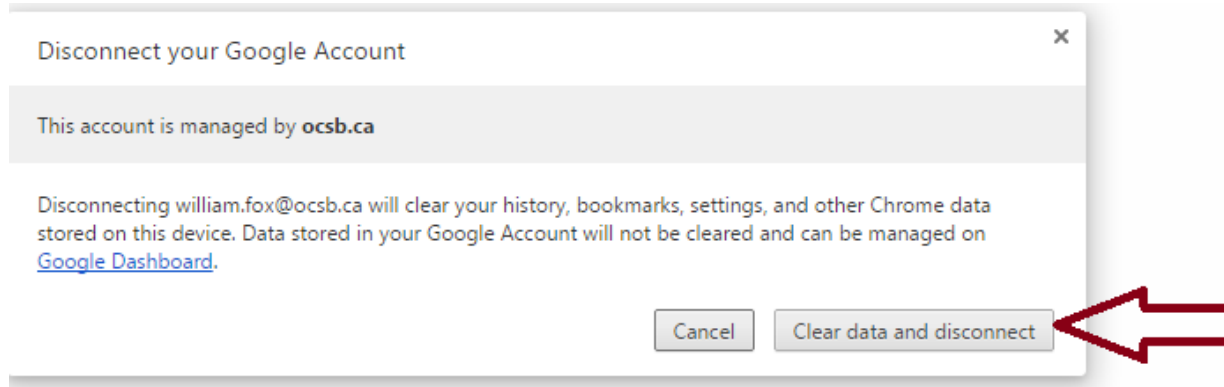 Disconnect your Google Account
This account is managed by ocsb.ca
Disconnecting william.fox@ocsb.ca will clear your history, bookmarks, settings, and other Chrome data
stored on this device. Data stored in your Google Account will not be cleared and can be managed on
Google Dashboard.
Cancel
Clear data and disconnect